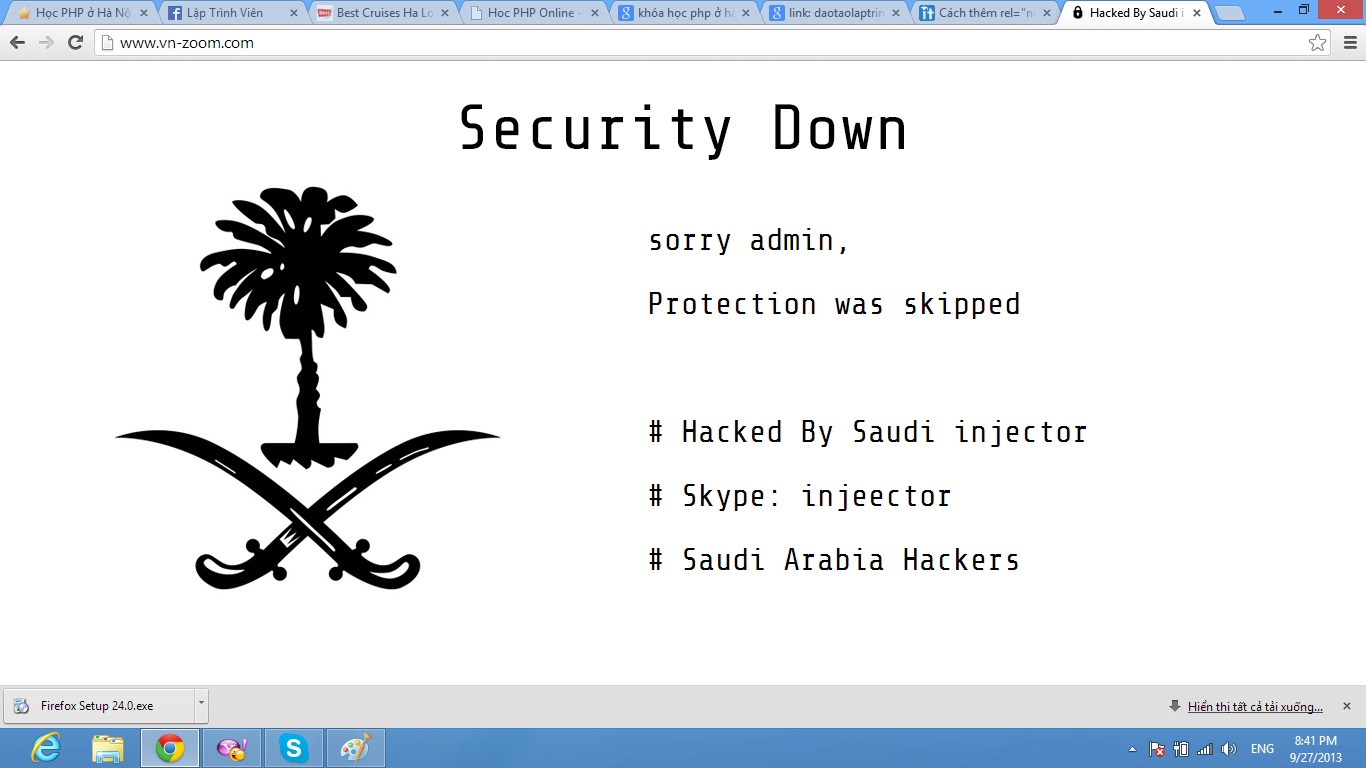 Học PHP ở Hà Nộ
Lập Trình Viên
Best Cruises Ha Lo
Hoc PHP Online -
khóa học php ở hà
link: daotaolaptrin
Cách thêm rel="n
Hacked By Saudi i
www.vn-zoom.com
Security Down
sorry admin,
Protection was skipped
# Hacked By Saudi injector
# Skype: injeector
# Saudi Arabia Hackers
Firefox Setup 24.0.exe
Hiển thị tất cả tải xuống...
ENG
8:41 PM
9/27/2013